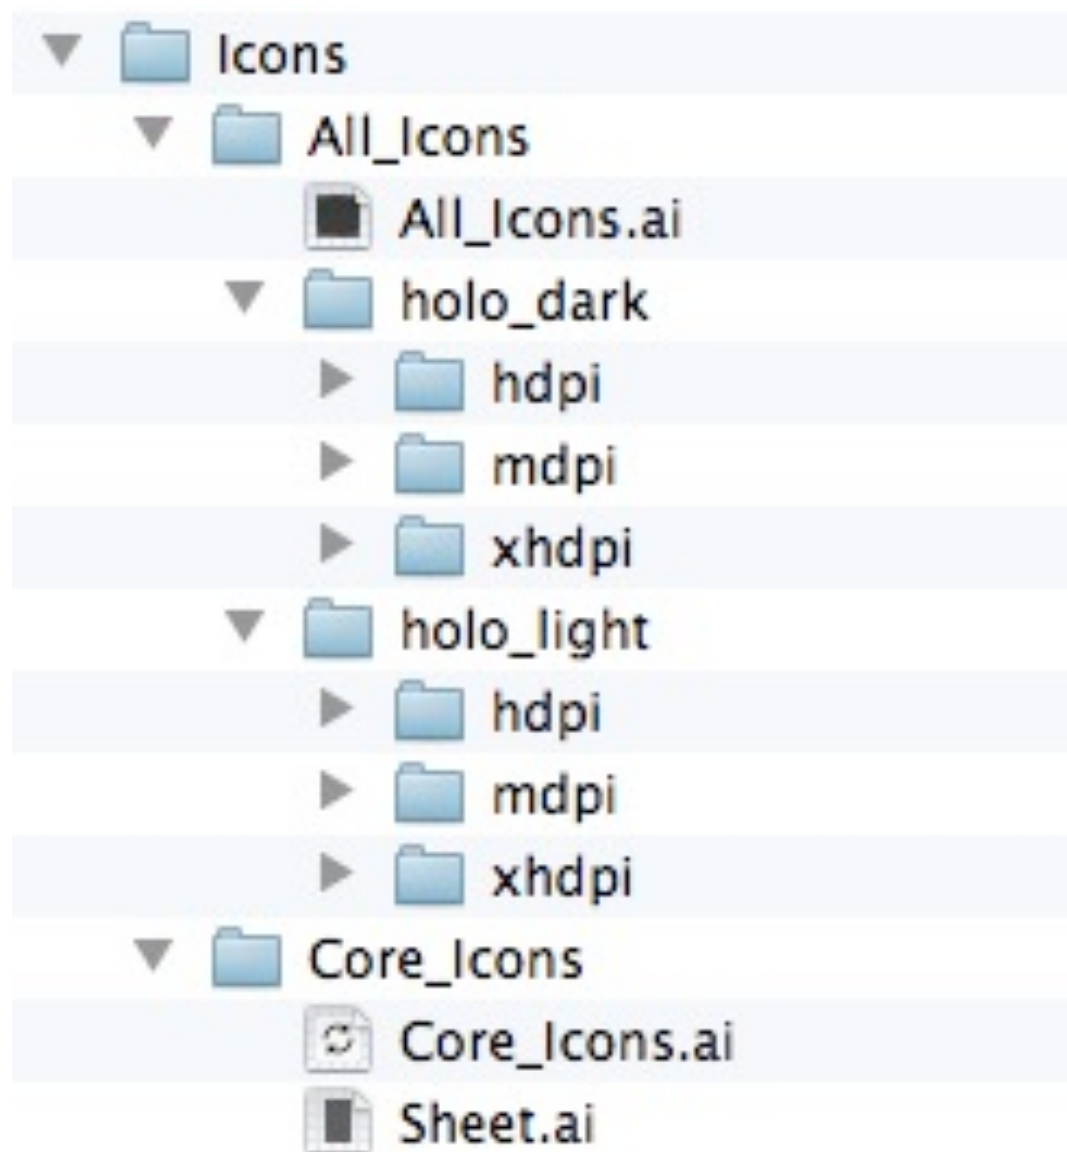 Icons
All_Icons
All_Icons.ai
holo_dark
hdpi
mdpi
xhdpi
holo_light
hdpi
mdpi
xhdpi
Core_Icons
Core_Icons.ai
Sheet.ai